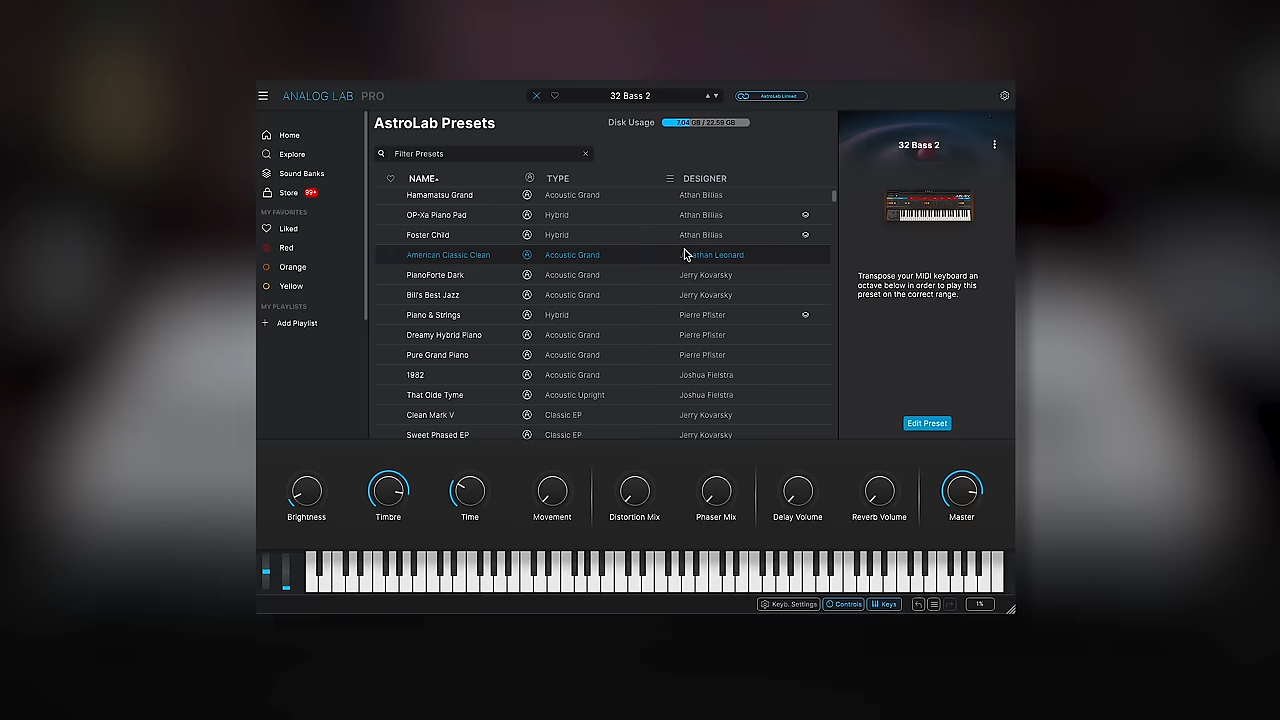 ANALOG LAB PRO
32 Bass 2
AstroLab Linked
Home
Explore
Sound Banks
Store 99+
MY FAVORITES
Liked
Red
Orange
Yellow
MY PLAYLISTS
Add Playlist
AstroLab Presets
Disk Usage 7.04 GB / 22.59 GB
Filter Presets
NAME TYPE DESIGNER
Hamamatsu Grand Acoustic Grand Athan Billias
OP-Xa Piano Pad Hybrid Athan Billias
Foster Child Hybrid Athan Billias
American Classic Clean Acoustic Grand Leonard
PianoForte Dark Acoustic Grand Jerry Kovarsky
Bill's Best Jazz Acoustic Grand Jerry Kovarsky
Piano & Strings Hybrid Pierre Pfister
Dreamy Hybrid Piano Acoustic Grand Pierre Pfister
Pure Grand Piano Acoustic Grand Pierre Pfister
1982 Acoustic Grand Joshua Fielstra
That Olde Tyme Acoustic Upright Joshua Fielstra
Clean Mark V Classic EP Jerry Kovarsky
Sweet Phased EP Classic EP Jerry Kovarsky
32 Bass 2
Transpose your MIDI keyboard an
octave below in order to play this
preset on the correct range.
Edit Preset
Brightness Timbre Time Movement Distortion Mix Phaser Mix Delay Volume Reverb Volume Master
Keyb. Settings Controls Keys 1%